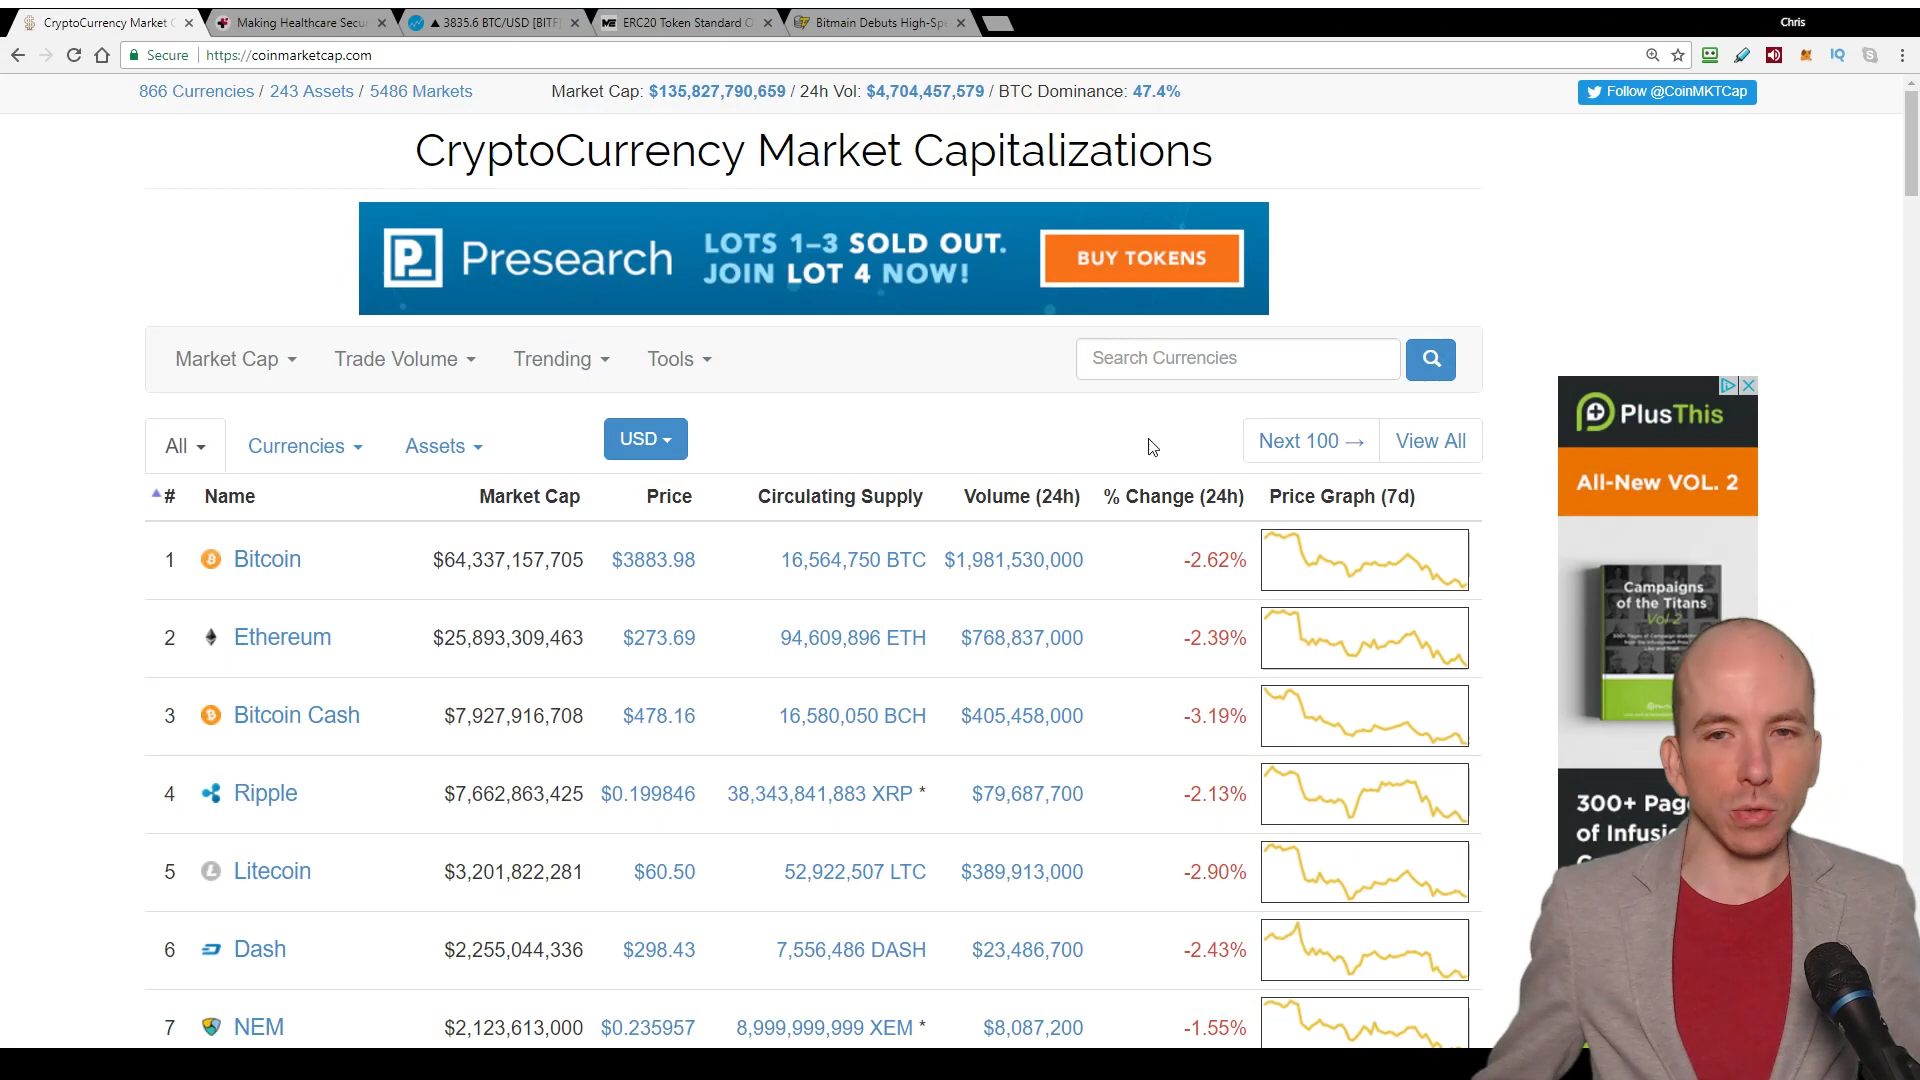 CryptoCurrency Market C
Making Healthcare Secu
▲ 3835.6 BTC/USD [BITF
ERC20 Token Standard C
Bitmain Debuts High-Spe
Chris
Secure https://coinmarketcap.com
866 Currencies / 243 Assets / 5486 Markets
Market Cap: $135,827,790,659 / 24h Vol: $4,704,457,579 / BTC Dominance: 47.4%
Follow @CoinMKTCap
CryptoCurrency Market Capitalizations
Presearch
LOTS 1–3 SOLD OUT.
JOIN LOT 4 NOW!
BUY TOKENS
Market Cap Trade Volume Trending Tools
Search Currencies
All Currencies Assets USD Next 100 → View All
# Name Market Cap Price Circulating Supply Volume (24h) % Change (24h) Price Graph (7d)
1 Bitcoin $64,337,157,705 $3883.98 16,564,750 BTC $1,981,530,000 -2.62%
2 Ethereum $25,893,309,463 $273.69 94,609,896 ETH $768,837,000 -2.39%
3 Bitcoin Cash $7,927,916,708 $478.16 16,580,050 BCH $405,458,000 -3.19%
4 Ripple $7,662,863,425 $0.199846 38,343,841,883 XRP * $79,687,700 -2.13%
5 Litecoin $3,201,822,281 $60.50 52,922,507 LTC $389,913,000 -2.90%
6 Dash $2,255,044,336 $298.43 7,556,486 DASH $23,486,700 -2.43%
7 NEM $2,123,613,000 $0.235957 8,999,999,999 XEM * $8,087,200 -1.55%
PlusThis
All-New VOL. 2
Campaigns
of the Titans
Vol 2
300+ Pag
of Infusi